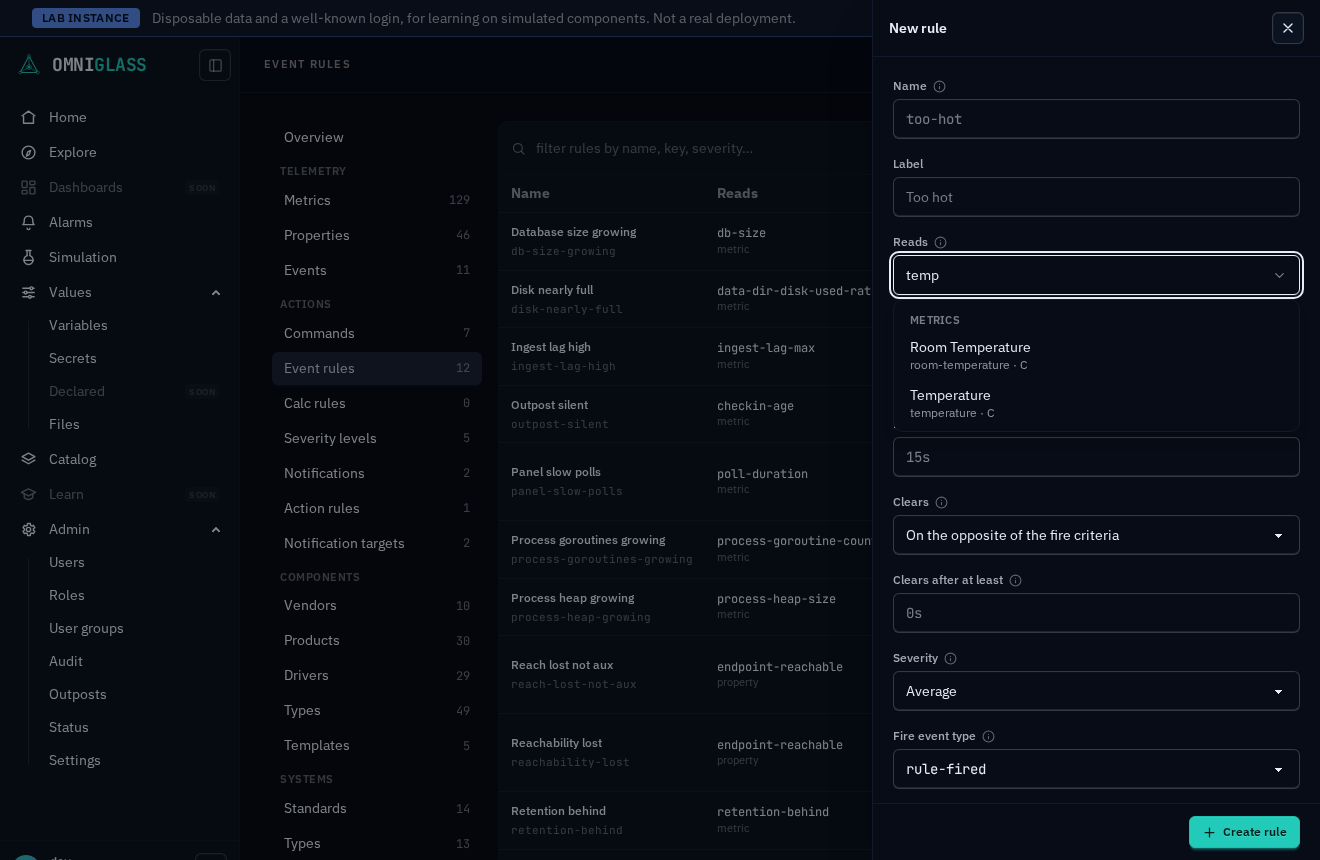 LAB INSTANCE Disposable data and a well-known login, for learning on simulated components. Not a real deployment.
OMNIGLASS
Home
Explore
Dashboards SOON
Alarms
Simulation
Values
Variables
Secrets
Declared SOON
Files
Catalog
Learn SOON
Admin
Users
Roles
User groups
Audit
Outposts
Status
Settings
EVENT RULES
Overview
TELEMETRY
Metrics 129
Properties 46
Events 11
ACTIONS
Commands 7
Event rules 12
Calc rules 0
Severity levels 5
Notifications 2
Action rules 1
Notification targets 2
COMPONENTS
Vendors 10
Products 30
Drivers 29
Types 49
Templates 5
SYSTEMS
Standards 14
Types 13
filter rules by name, key, severity...
Name Reads
Database size growing db-size
db-size-growing metric
Disk nearly full data-dir-disk-used-rat
disk-nearly-full metric
Ingest lag high ingest-lag-max
ingest-lag-high metric
Outpost silent checkin-age
outpost-silent metric
Panel slow polls poll-duration
panel-slow-polls metric
Process goroutines growing process-goroutine-coun
process-goroutines-growing metric
Process heap growing process-heap-size
process-heap-growing metric
Reach lost not aux endpoint-reachable
reach-lost-not-aux property
Reachability lost endpoint-reachable
reachability-lost property
Retention behind retention-behind
retention-behind metric
New rule
Name
too-hot
Label
Too hot
Reads
temp
METRICS
Room Temperature
room-temperature · C
Temperature
temperature · C
15s
Clears
On the opposite of the fire criteria
Clears after at least
0s
Severity
Average
Fire event type
rule-fired
Create rule